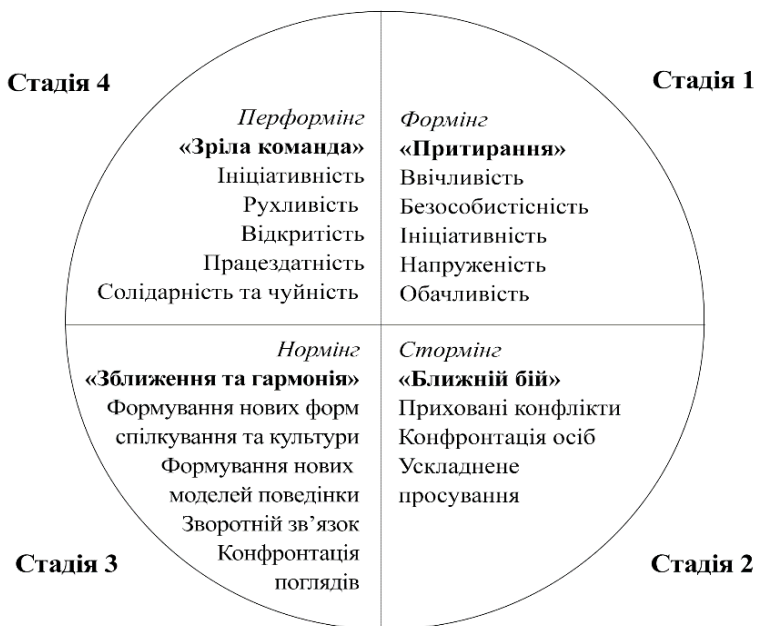 Стадія 4
Перформінг
«Зріла команда»
Ініціативність
Рухливість
Відкритість
Працездатність
Солідарність та чуйність
Стадія 1
Формінг
«Притирання»
Ввічливість
Безособистісність
Ініціативність
Напруженість
Обачливість
Нормінг
«Зближення та гармонія»
Формування нових форм
спілкування та культури
Формування нових
моделей поведінки
Зворотній зв’язок
Конфронтація
поглядів
Стадія 3
Стормінг
«Ближній бій»
Приховані конфлікти
Конфронтація осіб
Ускладнене
просування
Стадія 2